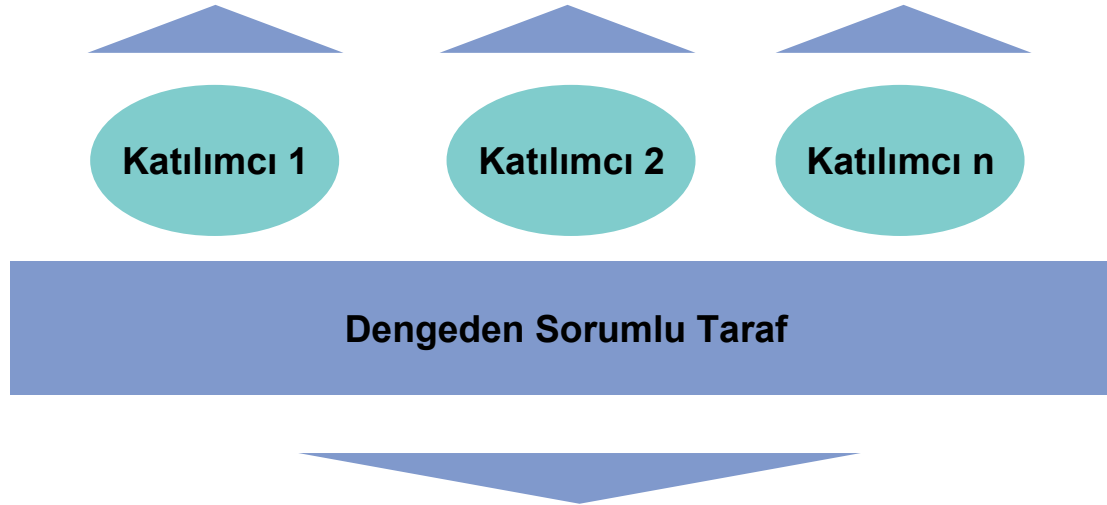 Katılımcı 1
Katılımcı 2
Katılımcı n
Dengeden Sorumlu Taraf